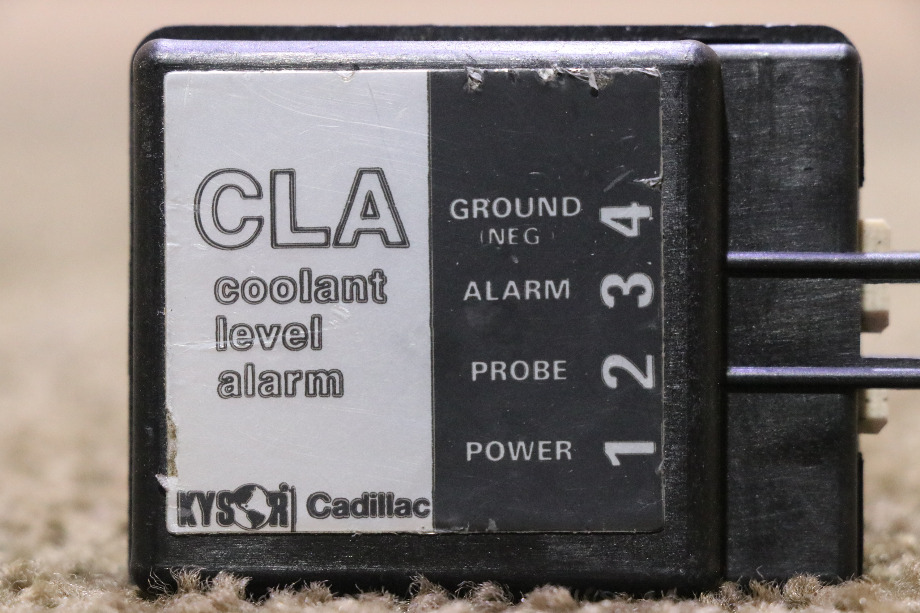 CLA
coolant
level
alarm
KYSOR Cadillac
GROUND 4
(NEG)
ALARM 3
PROBE 2
POWER 1